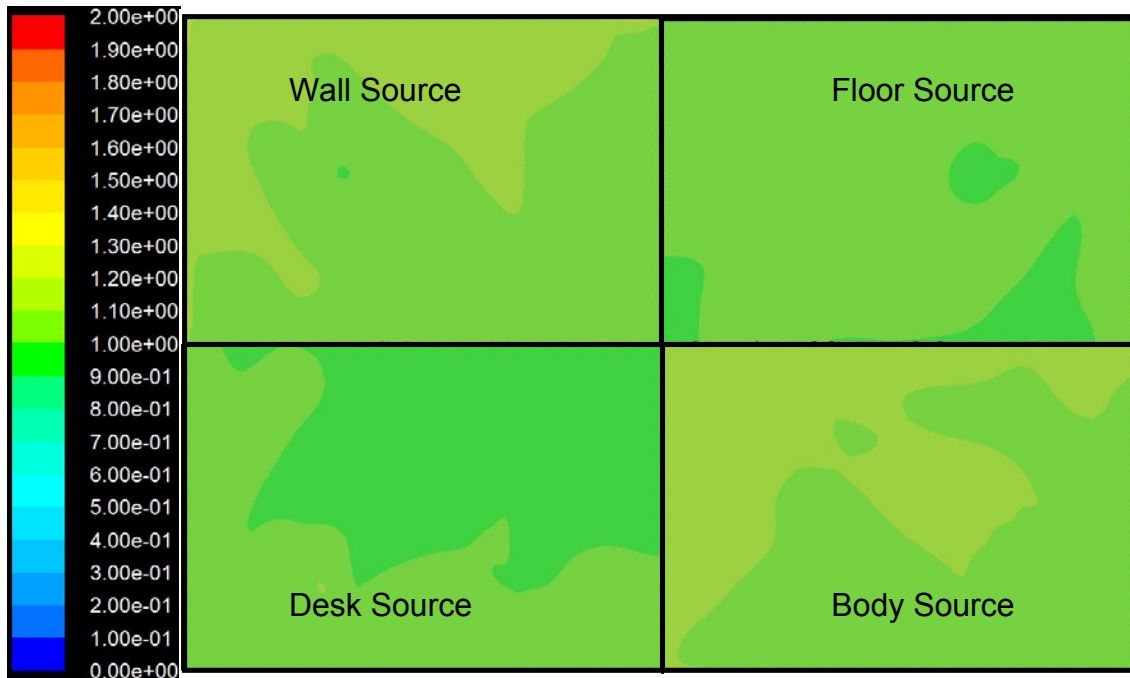 2.00e+00
1.90e+00
1.80e+00
1.70e+00
1.60e+00
1.50e+00
1.40e+00
1.30e+00
1.20e+00
1.10e+00
1.00e+00
9.00e-01
8.00e-01
7.00e-01
6.00e-01
5.00e-01
4.00e-01
3.00e-01
2.00e-01
1.00e-01
0.00e+00
Wall Source
Floor Source
Desk Source
Body Source